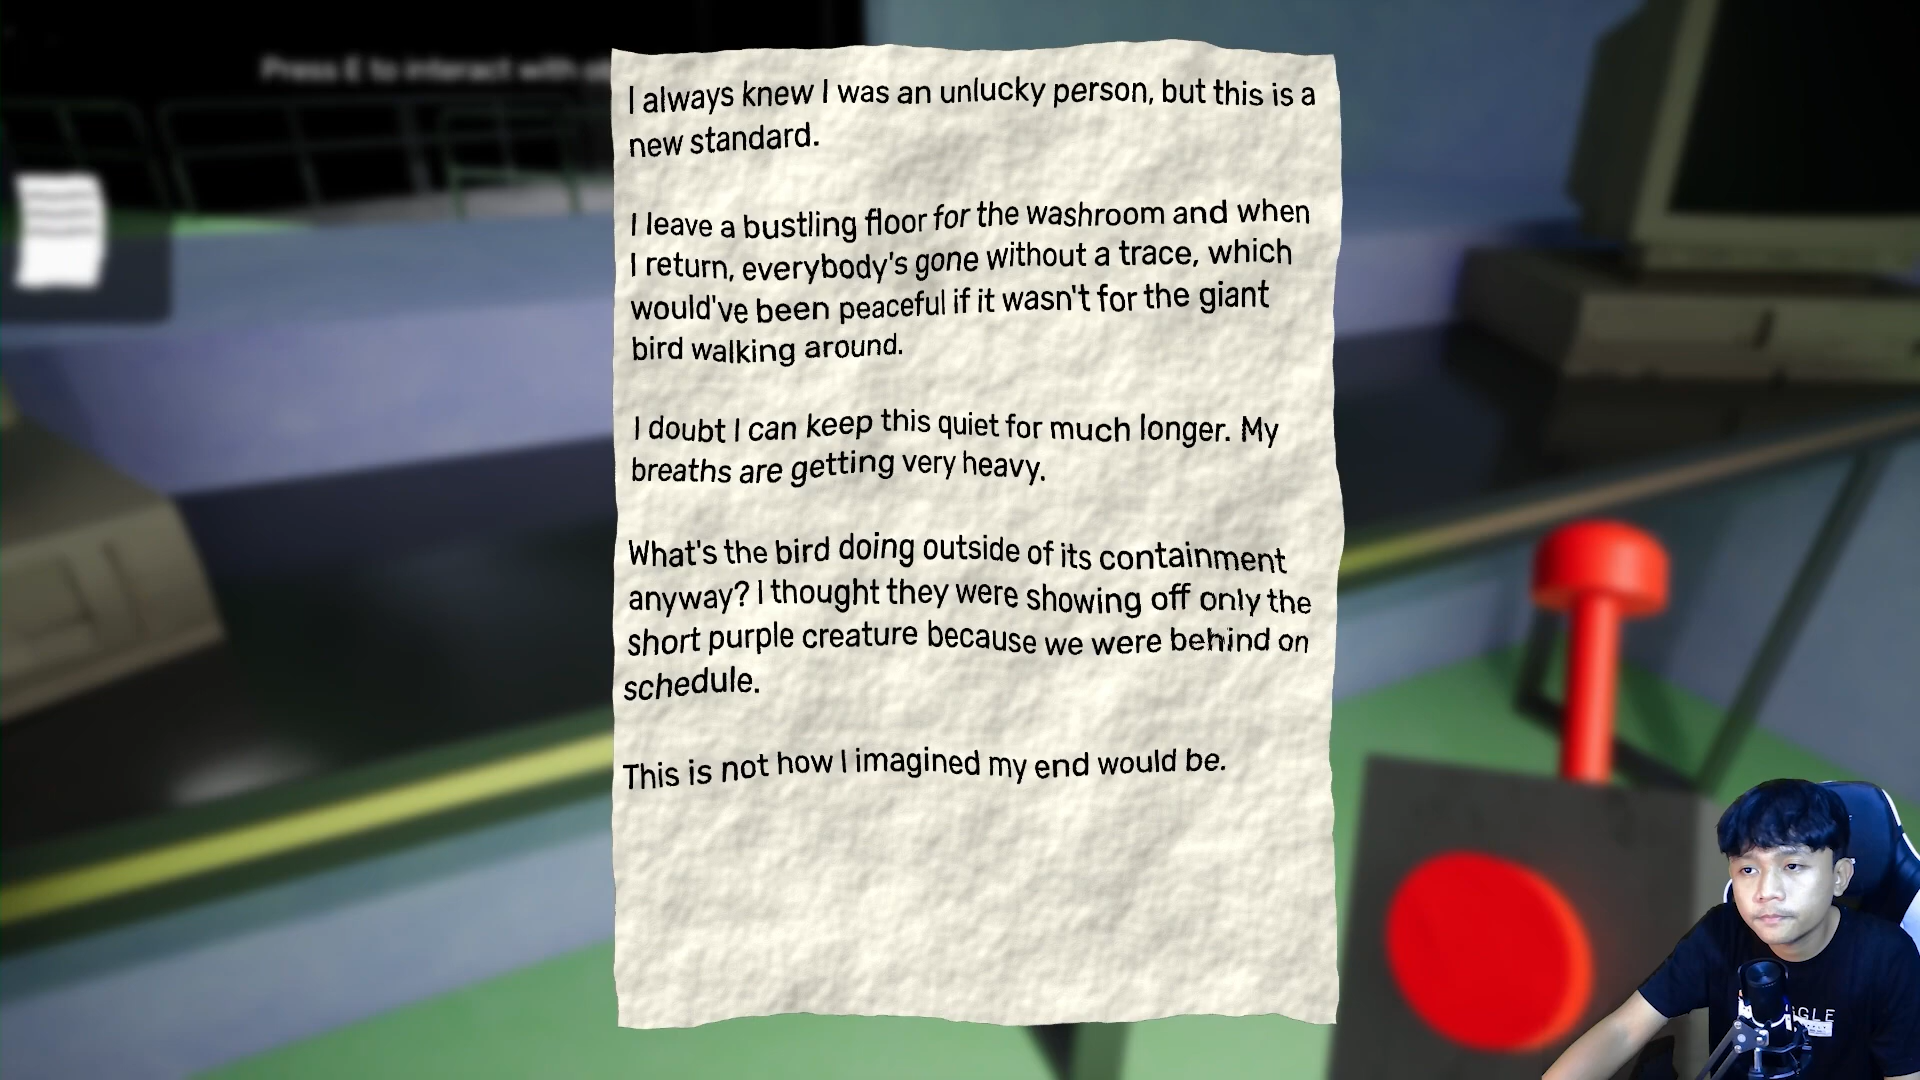 Press E to interact with
I always knew I was an unlucky person, but this is a
new standard.
I leave a bustling floor for the washroom and when
I return, everybody's gone without a trace, which
would've been peaceful if it wasn't for the giant
bird walking around.
I doubt I can keep this quiet for much longer. My
breaths are getting very heavy.
What's the bird doing outside of its containment
anyway? I thought they were showing off only the
short purple creature because we were behind on
schedule.
This is not how I imagined my end would be.